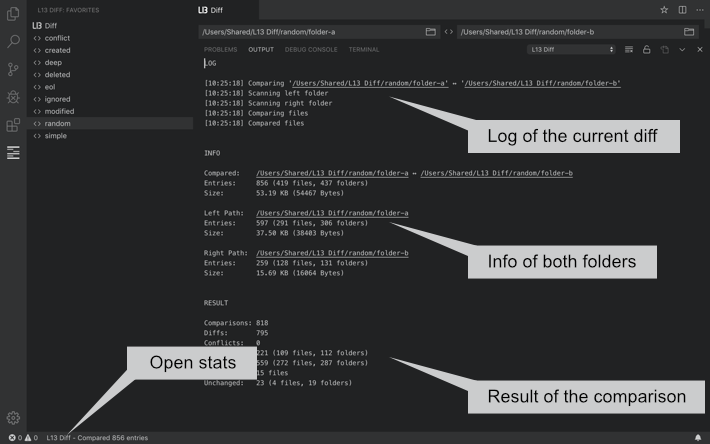 L13 DIFF: FAVORITES
Diff
conflict
created
deep
deleted
eol
ignored
modified
random
simple
L13 Diff
/Users/Shared/L13 Diff/random/folder-a
/Users/Shared/L13 Diff/random/folder-b
PROBLEMS OUTPUT DEBUG CONSOLE TERMINAL
L13 Diff
LOG
[10:25:18] Comparing '/Users/Shared/L13 Diff/random/folder-a' ↔ '/Users/Shared/L13 Diff/random/folder-b'
[10:25:18] Scanning left folder
[10:25:18] Scanning right folder
[10:25:18] Comparing files
[10:25:18] Compared files
Log of the current diff
INFO
Compared: /Users/Shared/L13 Diff/random/folder-a ↔ /Users/Shared/L13 Diff/random/folder-b
Entries: 856 (419 files, 437 folders)
Size: 53.19 KB (54467 Bytes)
Left Path: /Users/Shared/L13 Diff/random/folder-a
Entries: 597 (291 files, 306 folders)
Size: 37.50 KB (38403 Bytes)
Right Path: /Users/Shared/L13 Diff/random/folder-b
Entries: 259 (128 files, 131 folders)
Size: 15.69 KB (16064 Bytes)
Info of both folders
RESULT
Comparisons: 818
Diffs: 795
Conflicts: 0
221 (109 files, 112 folders)
559 (272 files, 287 folders)
15 files
Unchanged: 23 (4 files, 19 folders)
Open stats
Result of the comparison
0 0 L13 Diff - Compared 856 entries